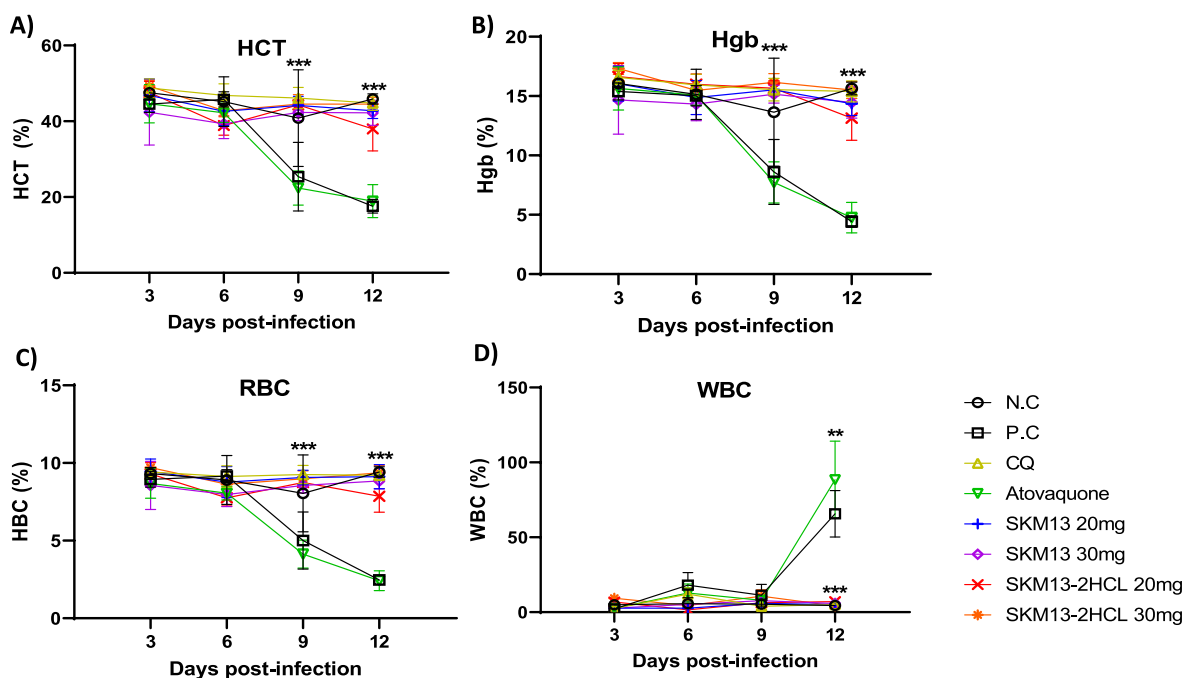 A)
HCT
HCT (%)
60
40
20
0
***
***
3 6 9 12
Days post-infection
B)
Hgb
Hgb (%)
20
15
10
5
0
***
***
3 6 9 12
Days post-infection
C)
RBC
HBC (%)
15
10
5
0
***
***
3 6 9 12
Days post-infection
D)
WBC
WBC (%)
150
100
50
0
**
***
3 6 9 12
Days post-infection
N.C
P.C
CQ
Atovaquone
SKM13 20mg
SKM13 30mg
SKM13-2HCL 20mg
SKM13-2HCL 30mg